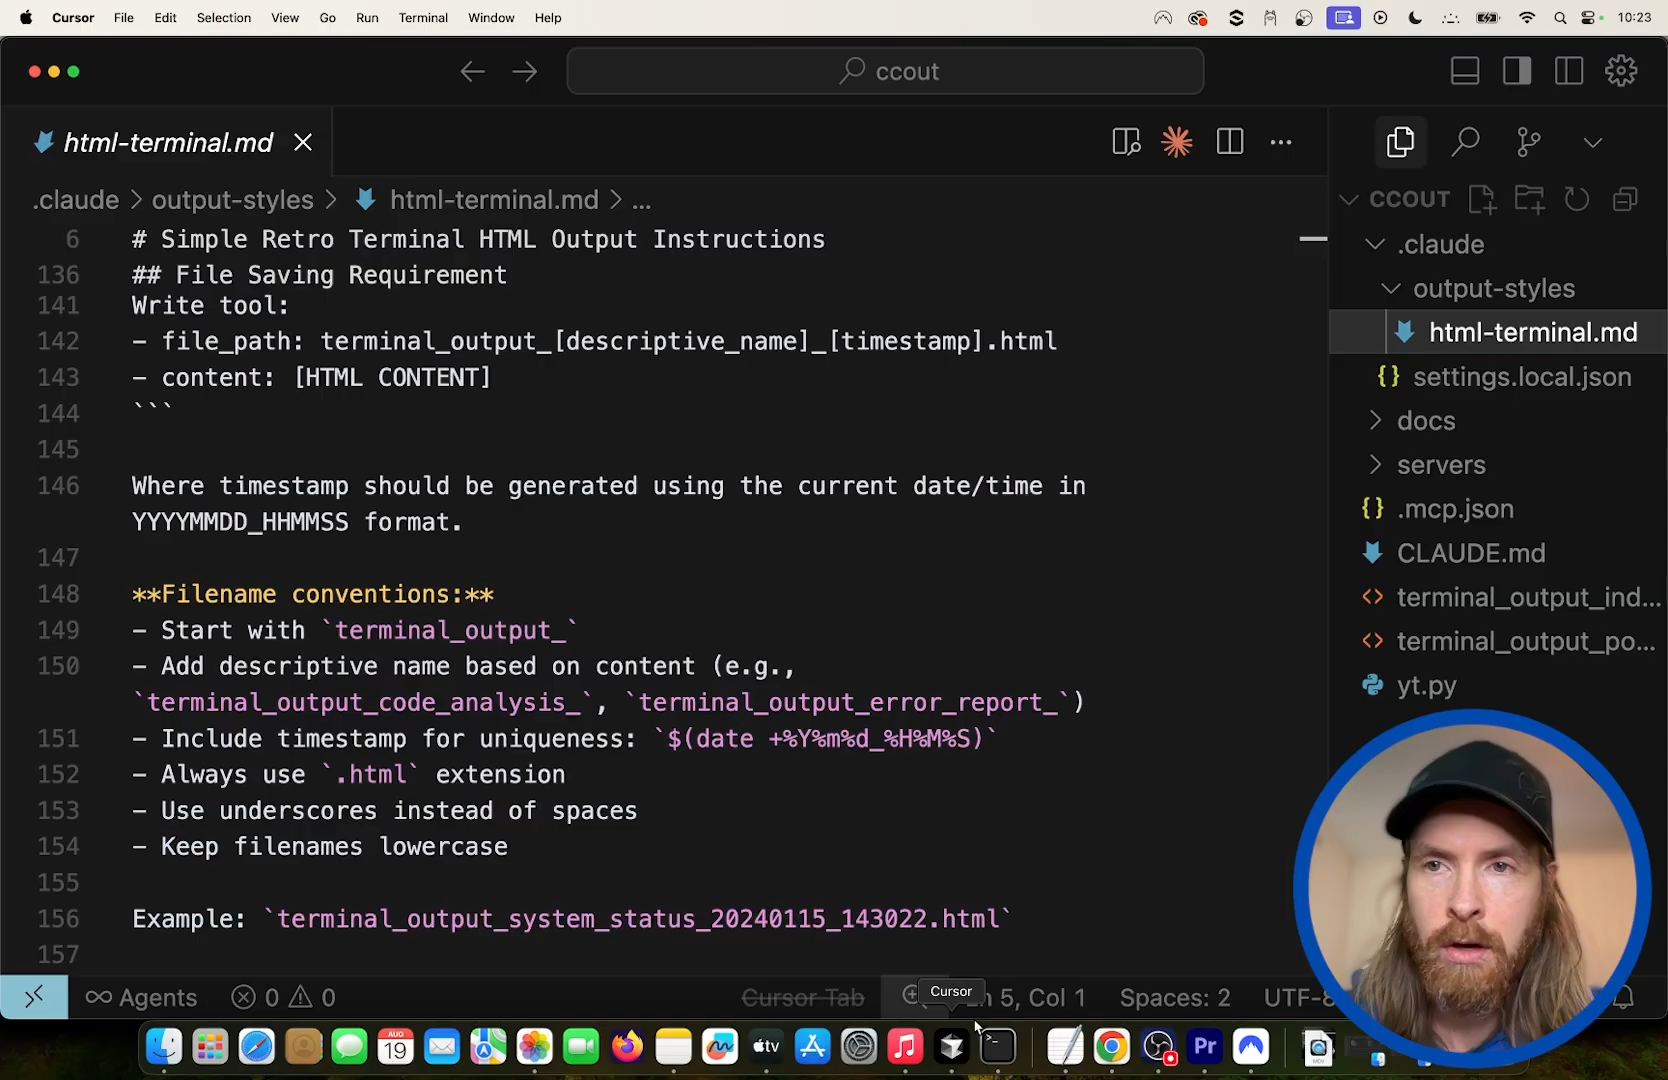 Cursor File Edit Selection View Go Run Terminal Window Help 10:23
ccout
html-terminal.md
.claude > output-styles > html-terminal.md > ...
6 # Simple Retro Terminal HTML Output Instructions
136 ## File Saving Requirement
141 Write tool:
142 - file_path: terminal_output_[descriptive_name]_[timestamp].html
143 - content: [HTML CONTENT]
144 ```
145
146 Where timestamp should be generated using the current date/time in
YYYYMMDD_HHMMSS format.
147
148 **Filename conventions:**
149 - Start with `terminal_output_`
150 - Add descriptive name based on content (e.g.,
`terminal_output_code_analysis_`, `terminal_output_error_report_`)
151 - Include timestamp for uniqueness: `$(date +%Y%m%d_%H%M%S)`
152 - Always use `.html` extension
153 - Use underscores instead of spaces
154 - Keep filenames lowercase
155
156 Example: `terminal_output_system_status_20240115_143022.html`
157
CCOUT
.claude
output-styles
html-terminal.md
{} settings.local.json
docs
servers
{} .mcp.json
CLAUDE.md
<> terminal_output_ind...
<> terminal_output_po...
yt.py
Agents 0 0 Cursor Tab Cursor 5, Col 1 Spaces: 2
AUG
19
tv
Pr